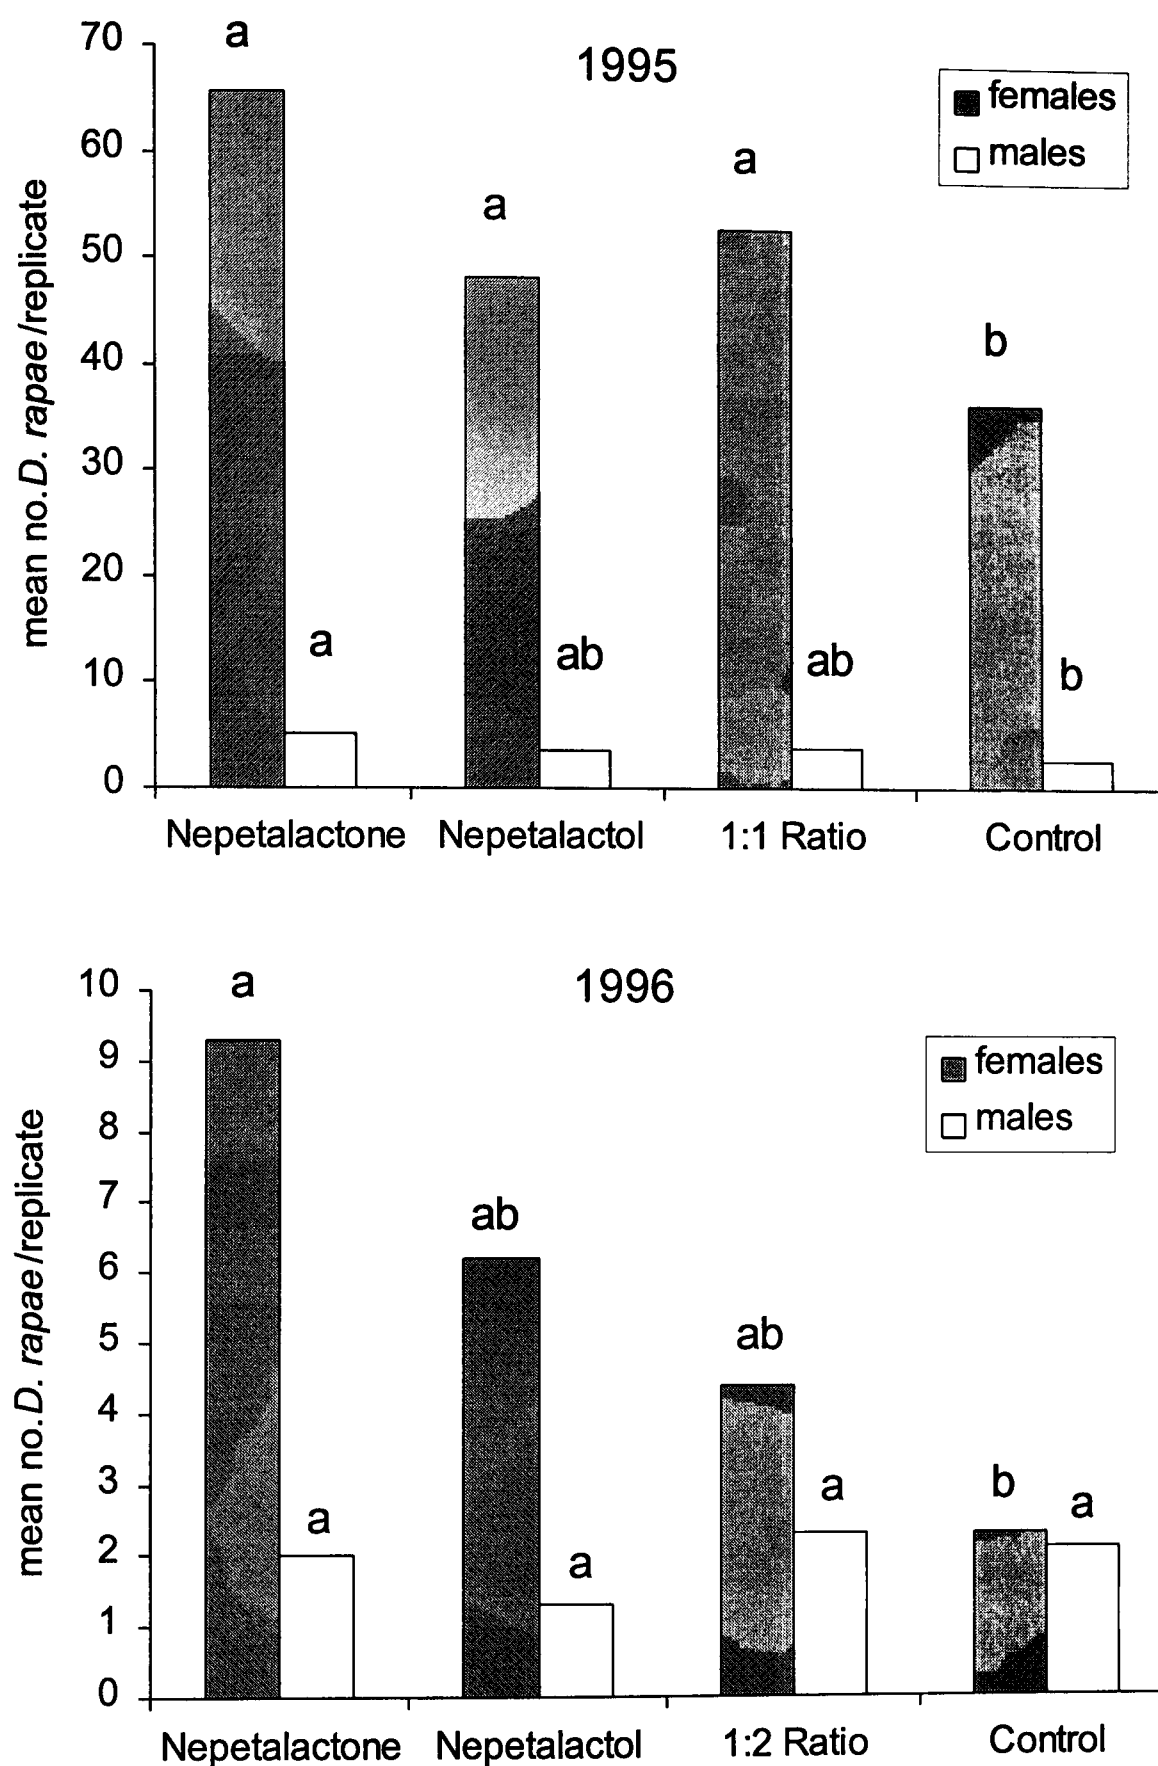 a
70
1995
females
males
60
a
a
50
b
40
30
20
a
ab
ab
b
10
0
Nepetalactone Nepetalactol 1:1 Ratio Control
mean no. D. rapae/replicate
10
a
1996
females
males
9
8
7
ab
6
ab
5
4
b
a
a
3
a
a
2
1
0
Nepetalactone Nepetalactol 1:2 Ratio Control
mean no. D. rapae/replicate